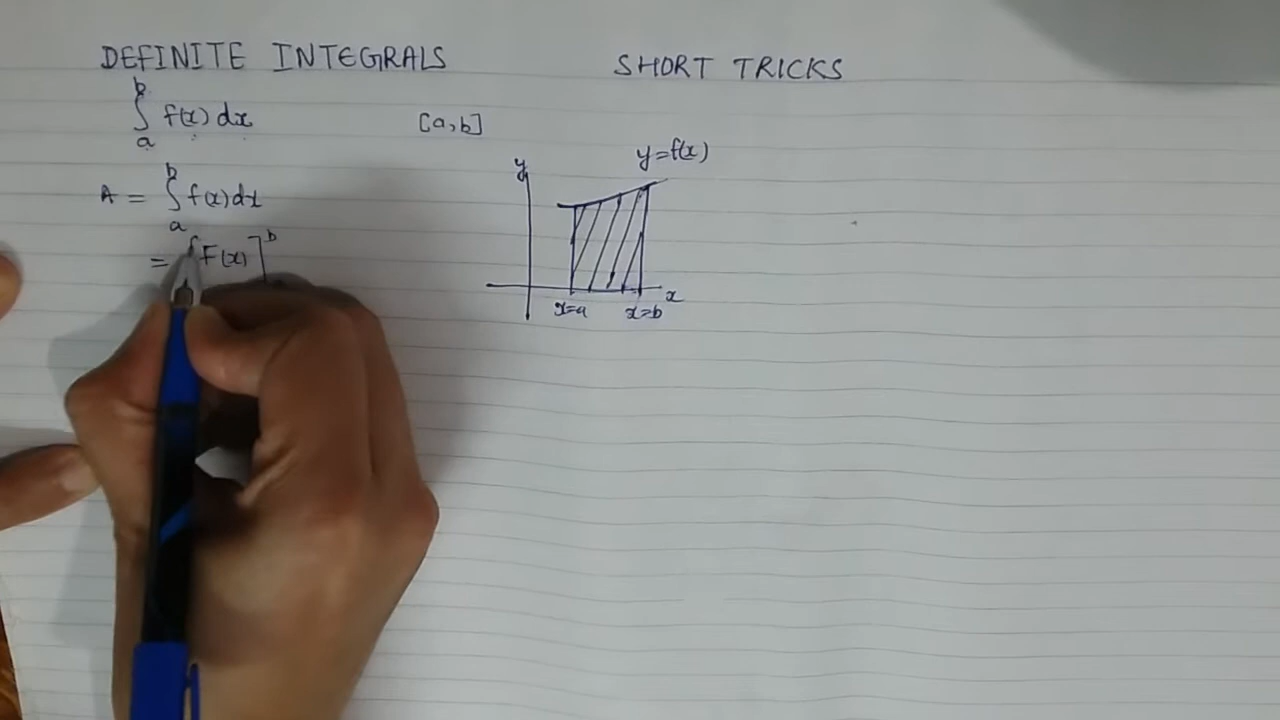 DEFINITE INTEGRALS
SHORT TRICKS
b
∫ f(x) dx
a
[a,b]
b
A = ∫ f(x) dx
a
= [F(x)]b
y
y=f(x)
x
x=a
x=b